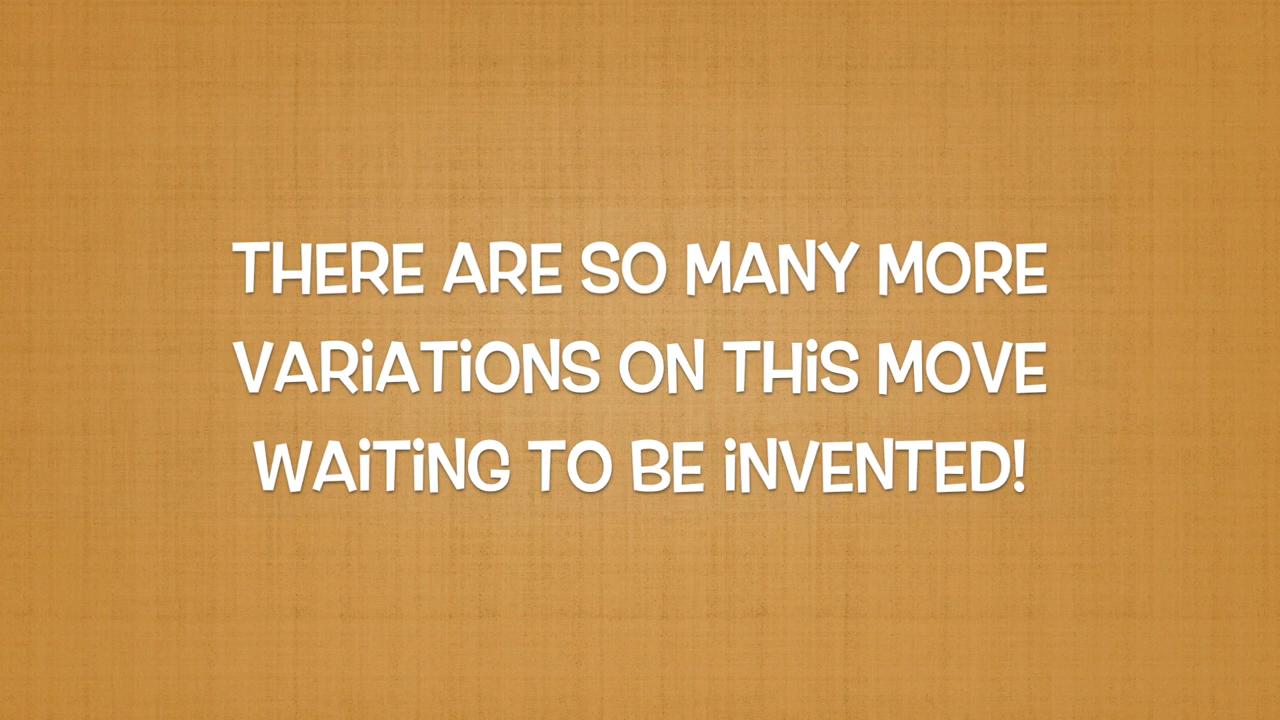 THERE ARE SO MANY MORE
VARiATiONS ON THiS MOVE
WAiTiNG TO BE iNVENTED!